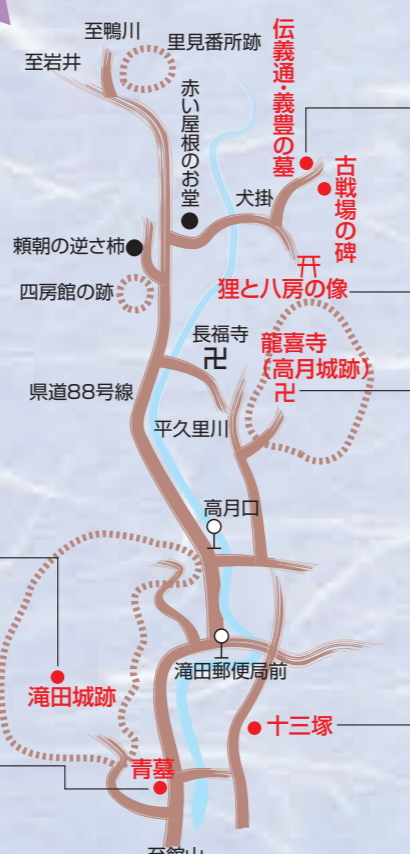 至鴨川
里見番所跡
至岩井
伝義通・義豊の墓
赤い屋根のお堂
古戦場の碑
犬掛
頼朝の逆さ柿
四房館の跡
狸と八房の像
長福寺
龍喜寺
(高月城跡)
県道88号線
平久里川
高月口
滝田郵便局前
滝田城跡
十三塚
青墓
至館山